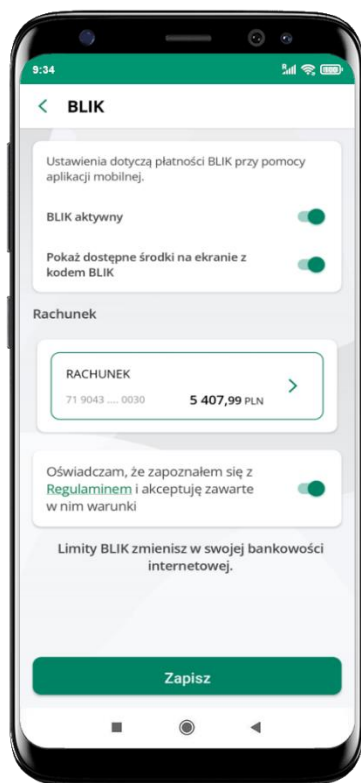 9:34
BLIK
Ustawienia dotyczą płatności BLIK przy pomocy
aplikacji mobilnej.
BLIK aktywny
Pokaż dostępne środki na ekranie z
kodem BLIK
Rachunek
RACHUNEK
71 9043 .... 0030 5 407,99 PLN
Oświadczam, że zapoznałem się z
Regulaminem i akceptuję zawarte
w nim warunki
Limity BLIK zmienisz w swojej bankowości
internetowej.
Zapisz